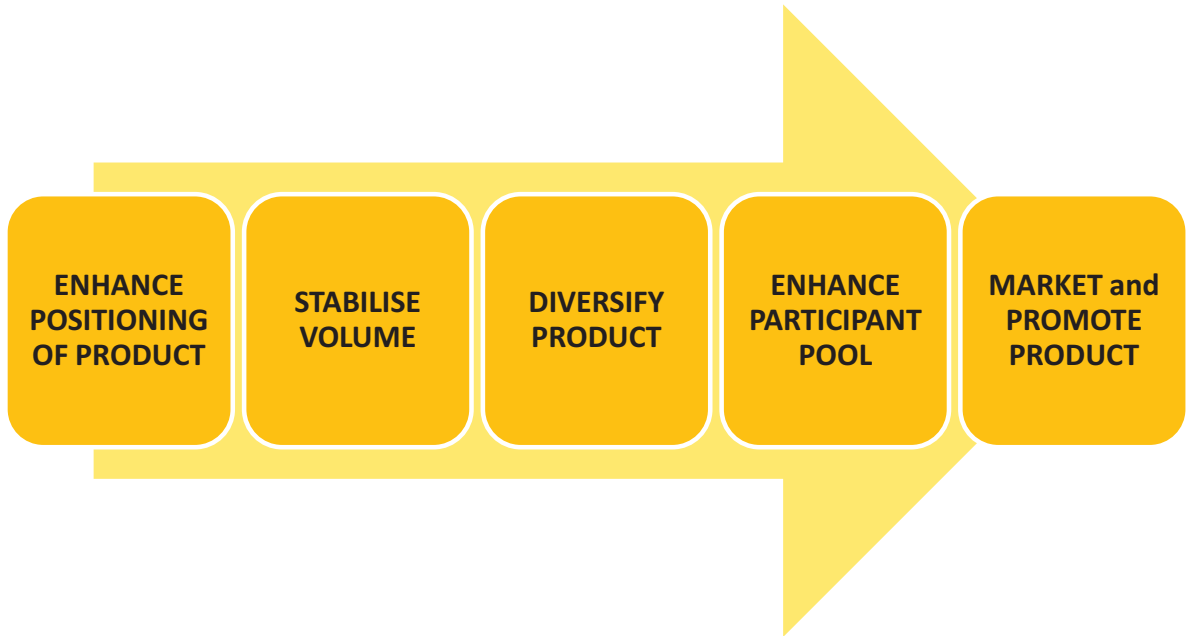 ENHANCE
POSITIONING
OF PRODUCT
STABILISE
VOLUME
DIVERSIFY
PRODUCT
ENHANCE
PARTICIPANT
POOL
MARKET and
PROMOTE
PRODUCT